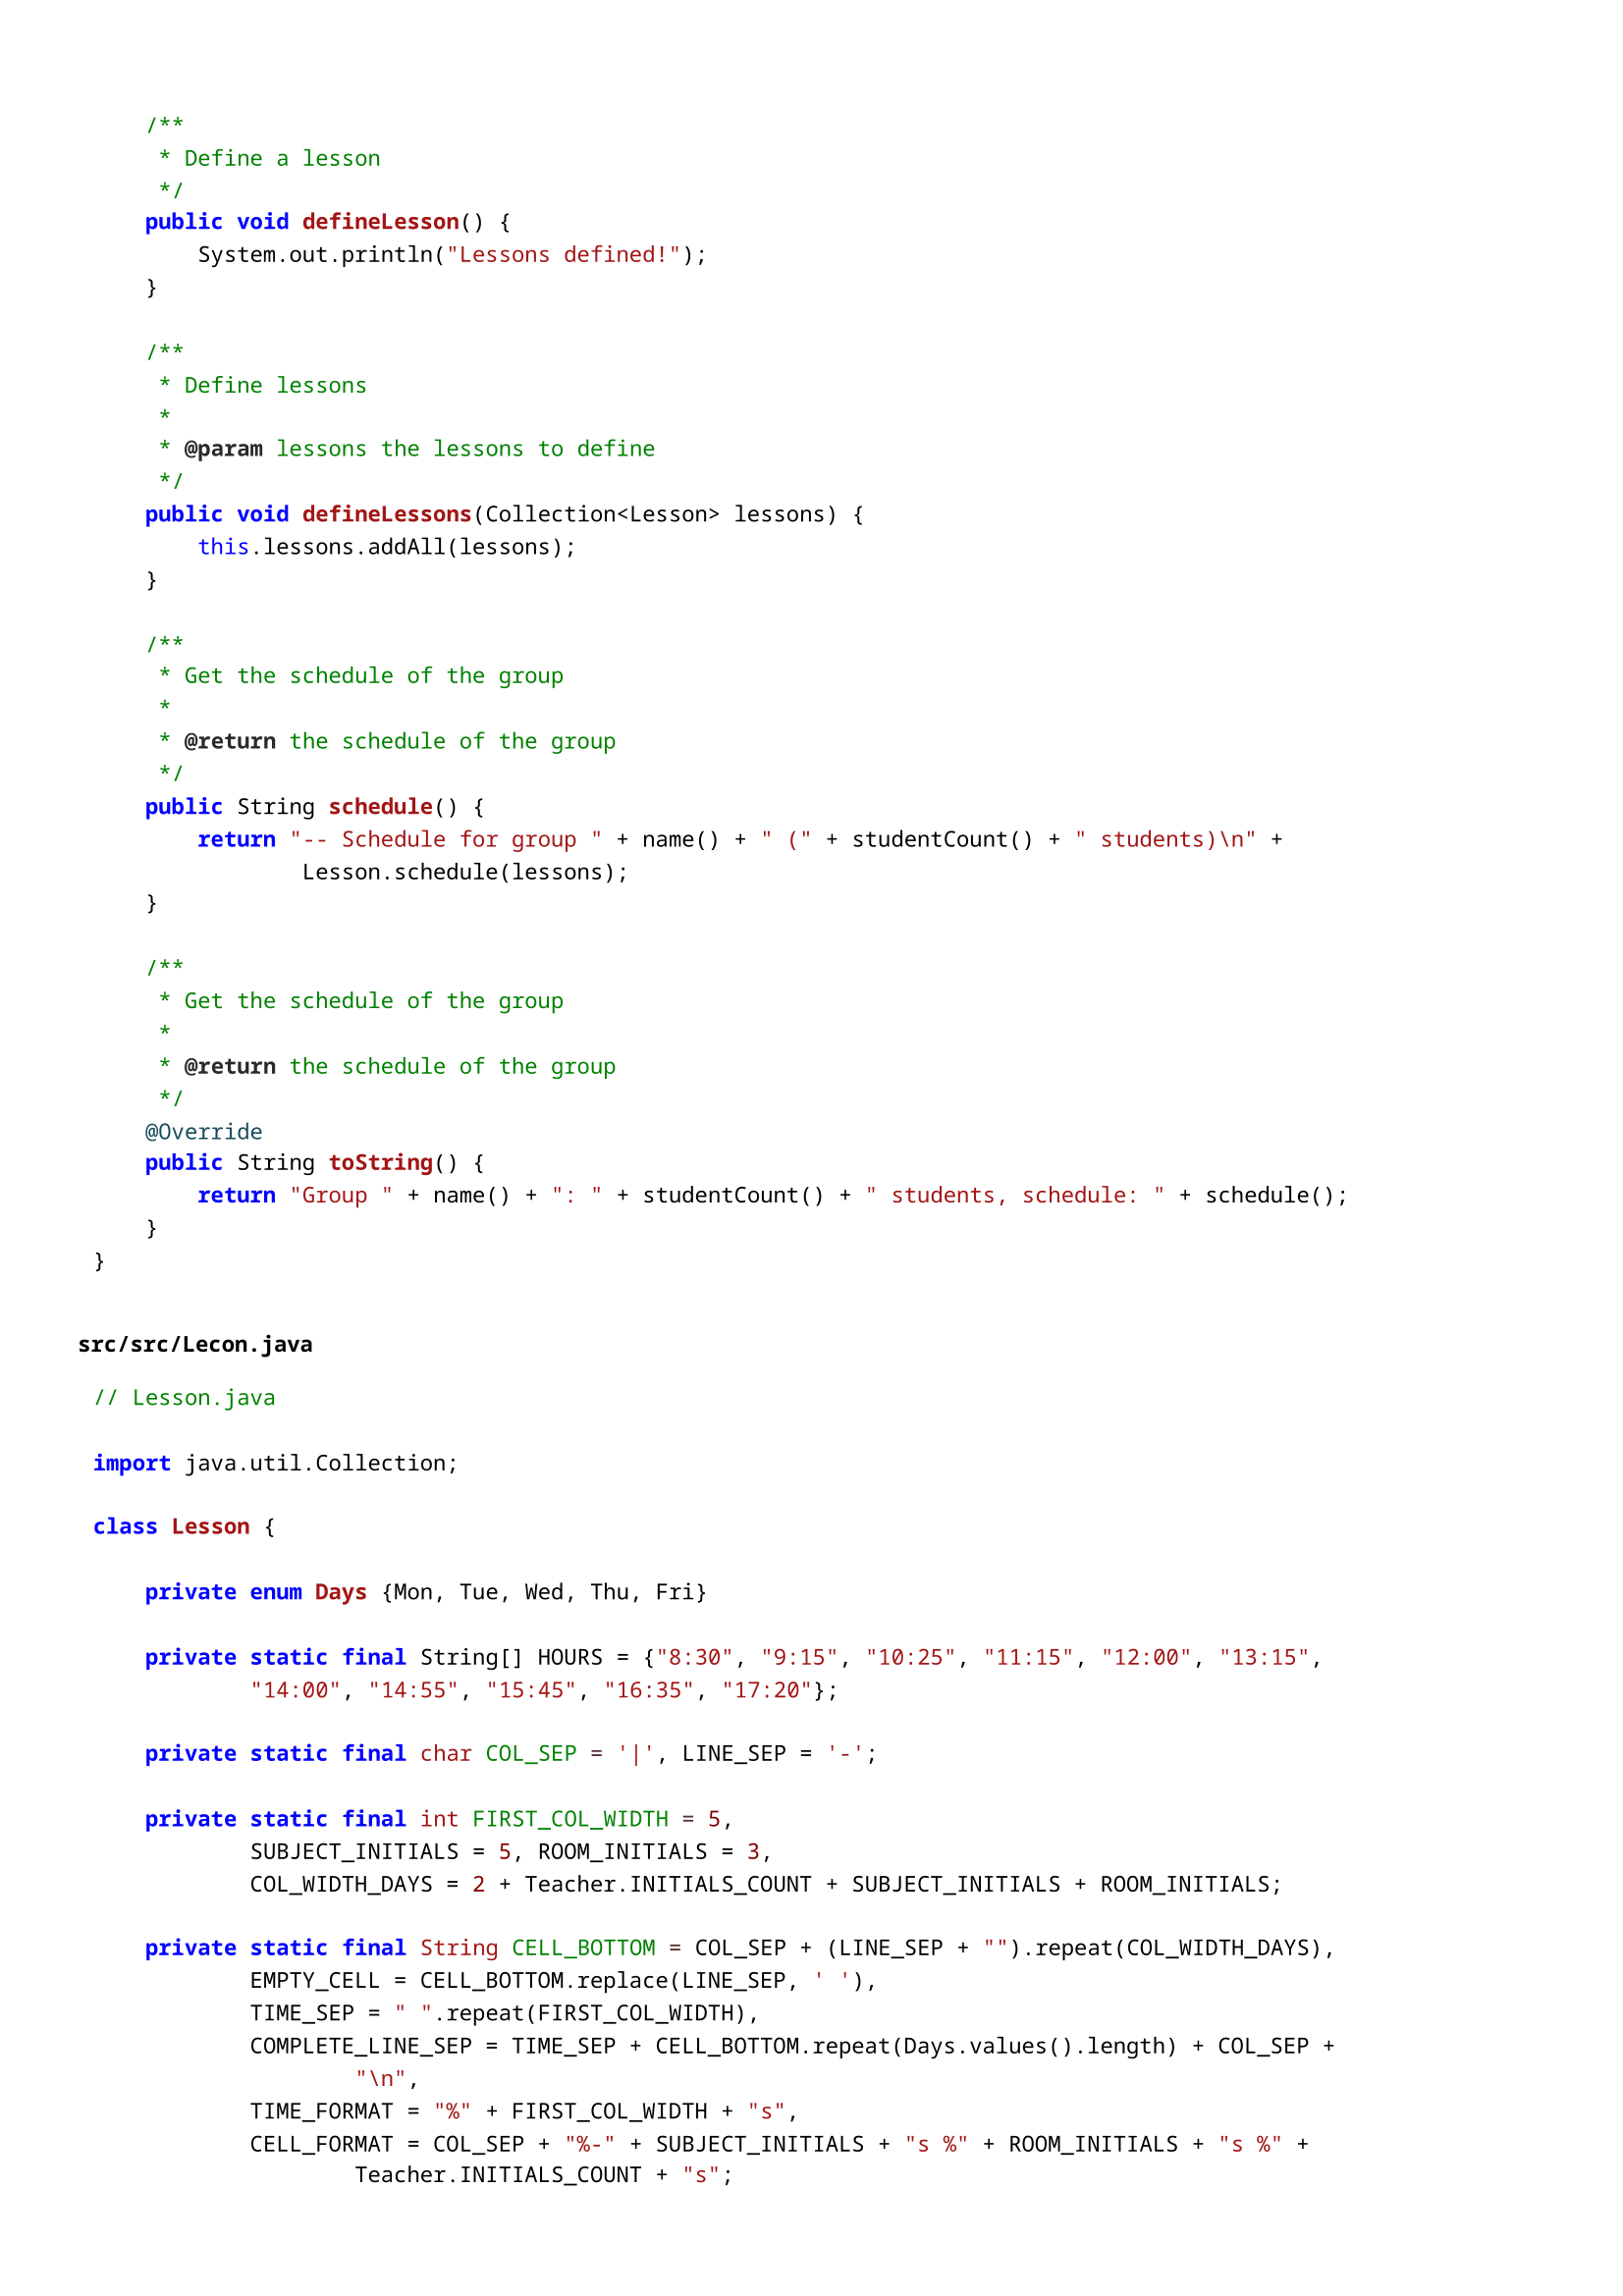 /**
     * Define a lesson
     */
    public void defineLesson() {
        System.out.println("Lessons defined!");
    }

    /**
     * Define lessons
     *
     * @param lessons the lessons to define
     */
    public void defineLessons(Collection<Lesson> lessons) {
        this.lessons.addAll(lessons);
    }

    /**
     * Get the schedule of the group
     *
     * @return the schedule of the group
     */
    public String schedule() {
        return "-- Schedule for group " + name() + " (" + studentCount() + " students)\n" +
                Lesson.schedule(lessons);
    }

    /**
     * Get the schedule of the group
     *
     * @return the schedule of the group
     */
    @Override
    public String toString() {
        return "Group " + name() + ": " + studentCount() + " students, schedule: " + schedule();
    }
}

src/src/Lecon.java

// Lesson.java

import java.util.Collection;

class Lesson {

    private enum Days {Mon, Tue, Wed, Thu, Fri}

    private static final String[] HOURS = {"8:30", "9:15", "10:25", "11:15", "12:00", "13:15",
            "14:00", "14:55", "15:45", "16:35", "17:20"};

    private static final char COL_SEP = '|', LINE_SEP = '-';

    private static final int FIRST_COL_WIDTH = 5,
            SUBJECT_INITIALS = 5, ROOM_INITIALS = 3,
            COL_WIDTH_DAYS = 2 + Teacher.INITIALS_COUNT + SUBJECT_INITIALS + ROOM_INITIALS;

    private static final String CELL_BOTTOM = COL_SEP + (LINE_SEP + "").repeat(COL_WIDTH_DAYS),
            EMPTY_CELL = CELL_BOTTOM.replace(LINE_SEP, ' '),
            TIME_SEP = " ".repeat(FIRST_COL_WIDTH),
            COMPLETE_LINE_SEP = TIME_SEP + CELL_BOTTOM.repeat(Days.values().length) + COL_SEP +
                    "\n",
            TIME_FORMAT = "%" + FIRST_COL_WIDTH + "s",
            CELL_FORMAT = COL_SEP + "%-" + SUBJECT_INITIALS + "s %" + ROOM_INITIALS + "s %" +
                    Teacher.INITIALS_COUNT + "s";